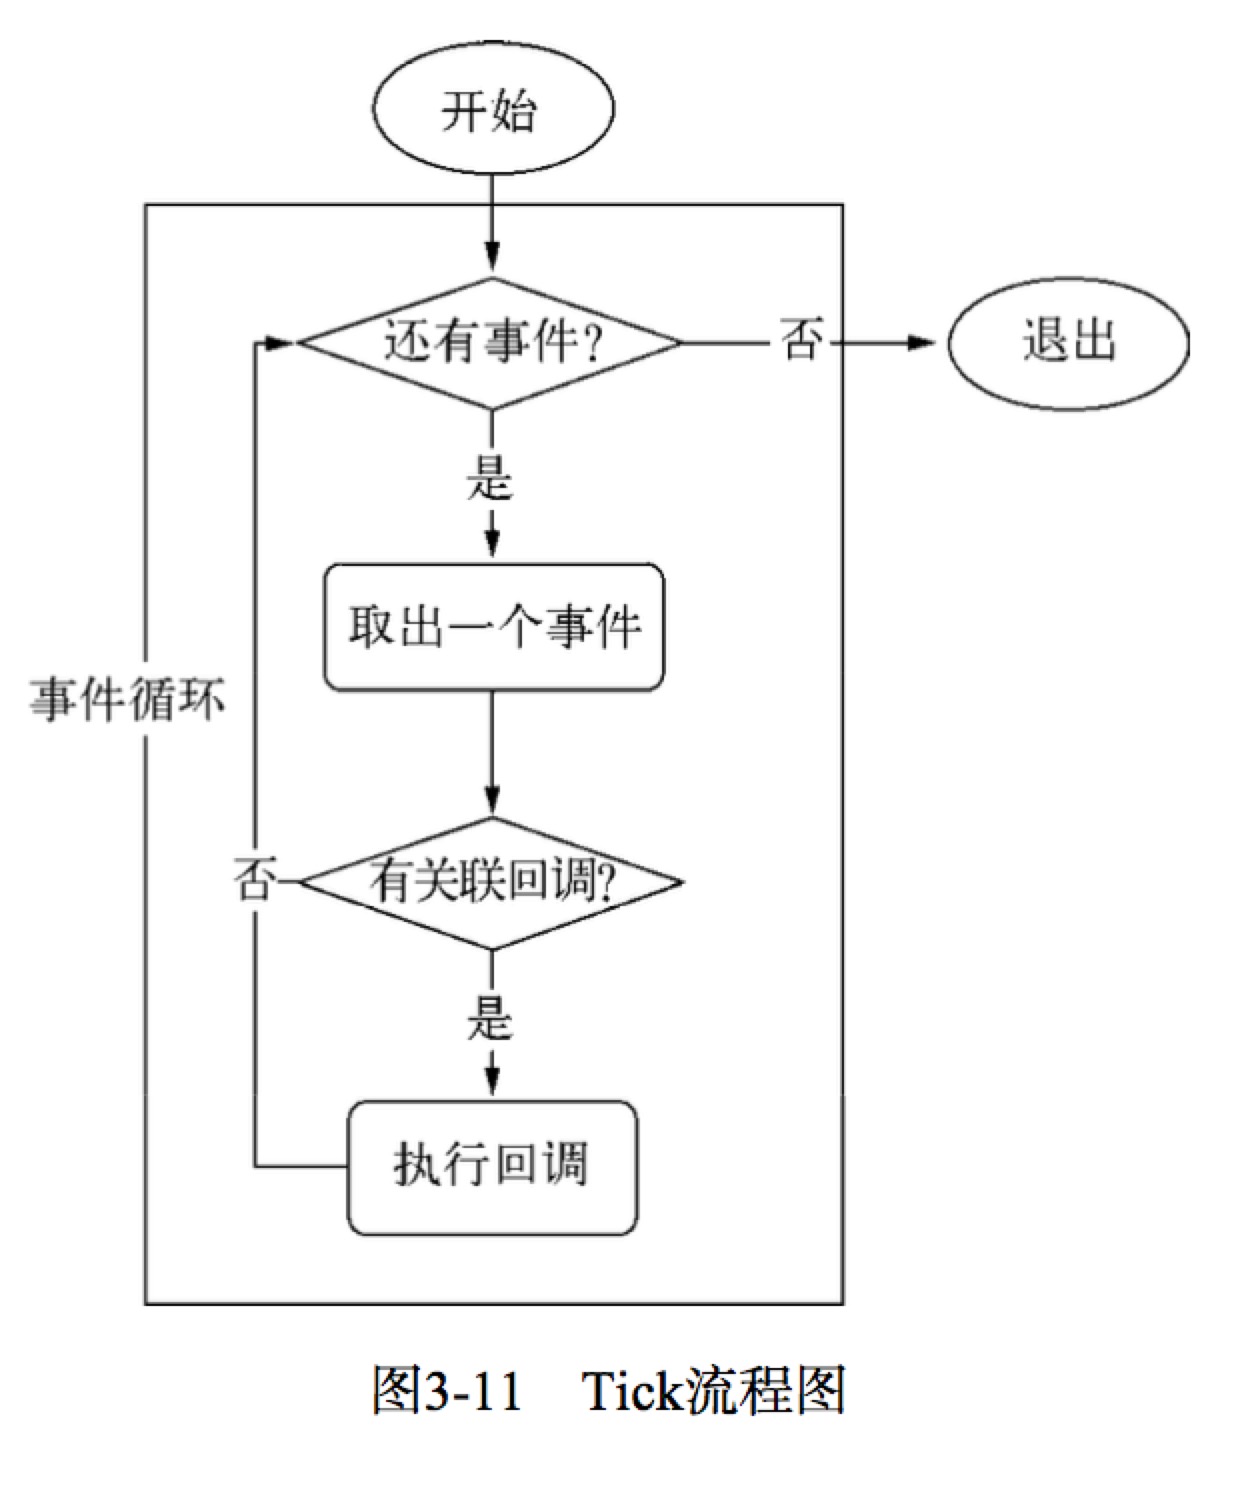 开始
还有事件?
否
退出
是
取出一个事件
事件循环
有关联回调?
否
是
执行回调
图3-11 Tick流程图